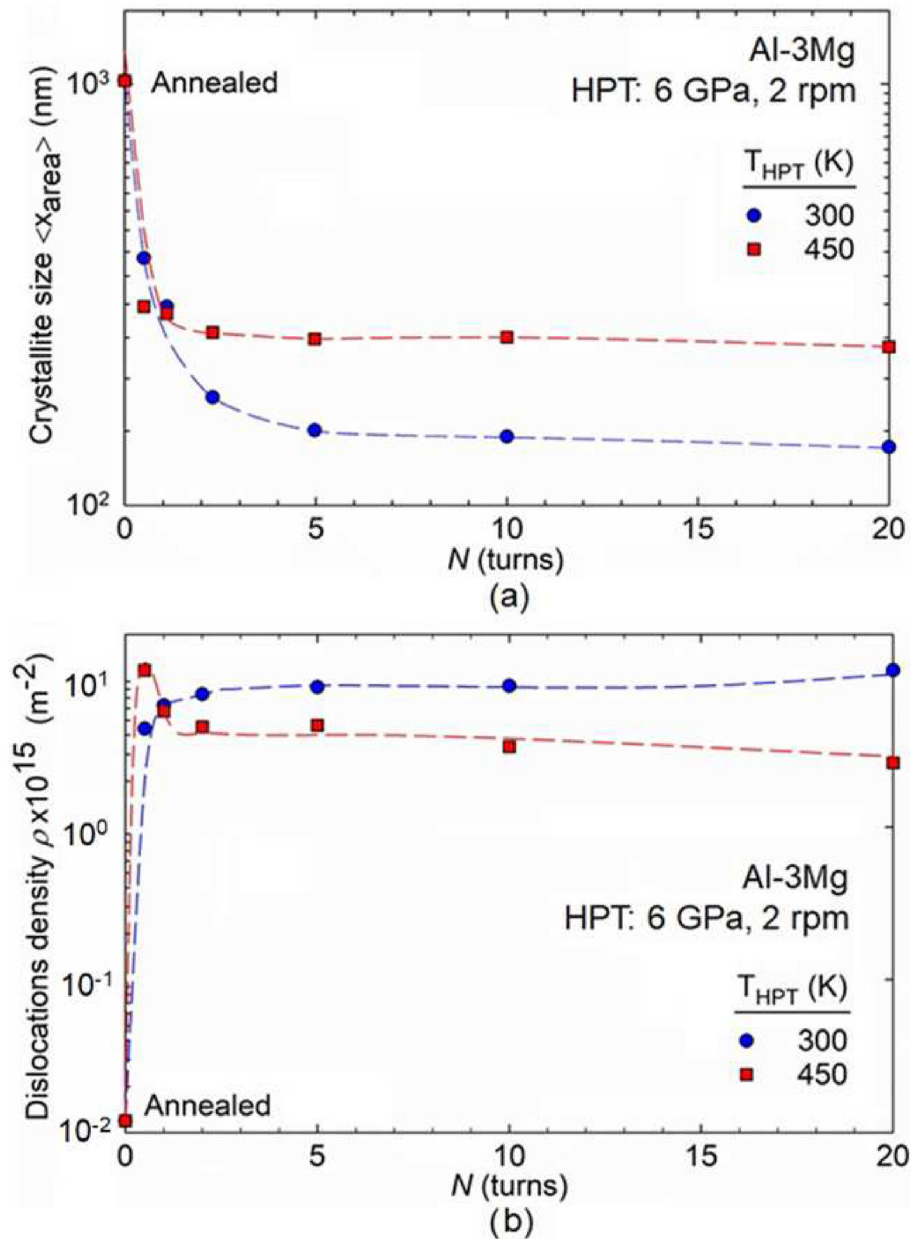 Al-3Mg
HPT: 6 GPa, 2 rpm
Annealed
T_HPT (K)
300
450
Crystallite size <x_area> (nm)
10³
10²
0 5 10 15 20
N (turns)
(a)
Dislocations density ρ x10¹⁵ (m⁻²)
10¹
10⁰
10⁻¹
10⁻²
Al-3Mg
HPT: 6 GPa, 2 rpm
T_HPT (K)
300
450
Annealed
0 5 10 15 20
N (turns)
(b)